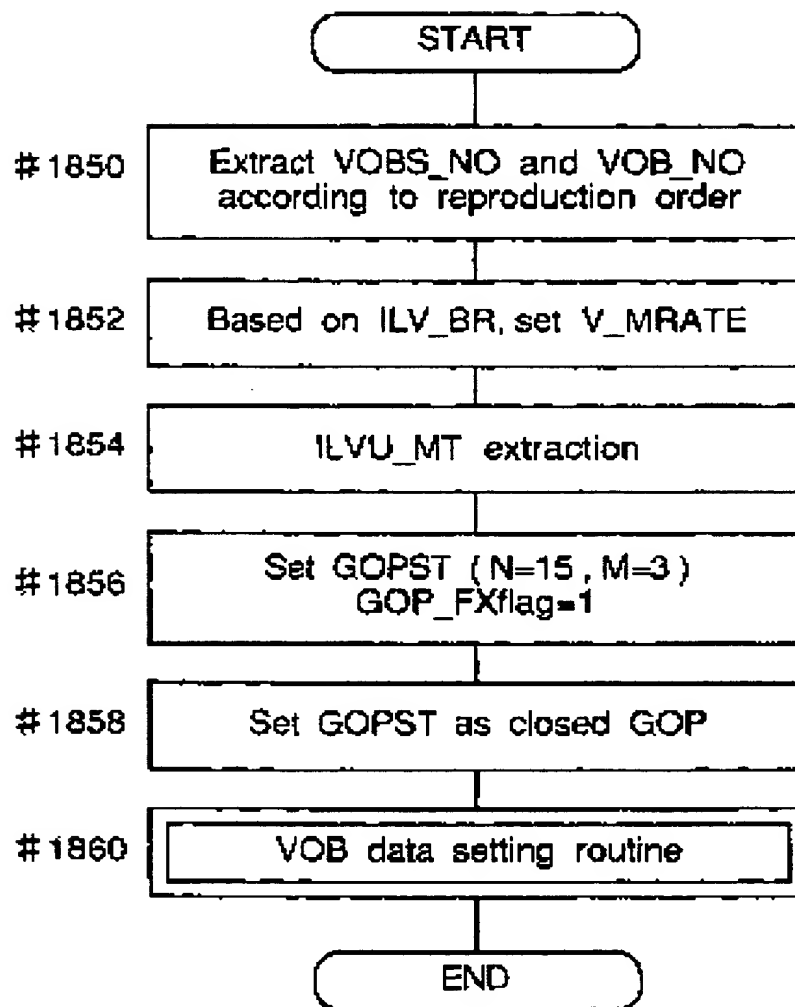 START
#1850
Extract VOBS_NO and VOB_NO
according to reproduction order
#1852
Based on ILV_BR, set V_MRATE
#1854
ILVU_MT extraction
#1856
Set GOPST (N=15, M=3)
GOP_FXflag=1
#1858
Set GOPST as closed GOP
#1860
VOB data setting routine
END